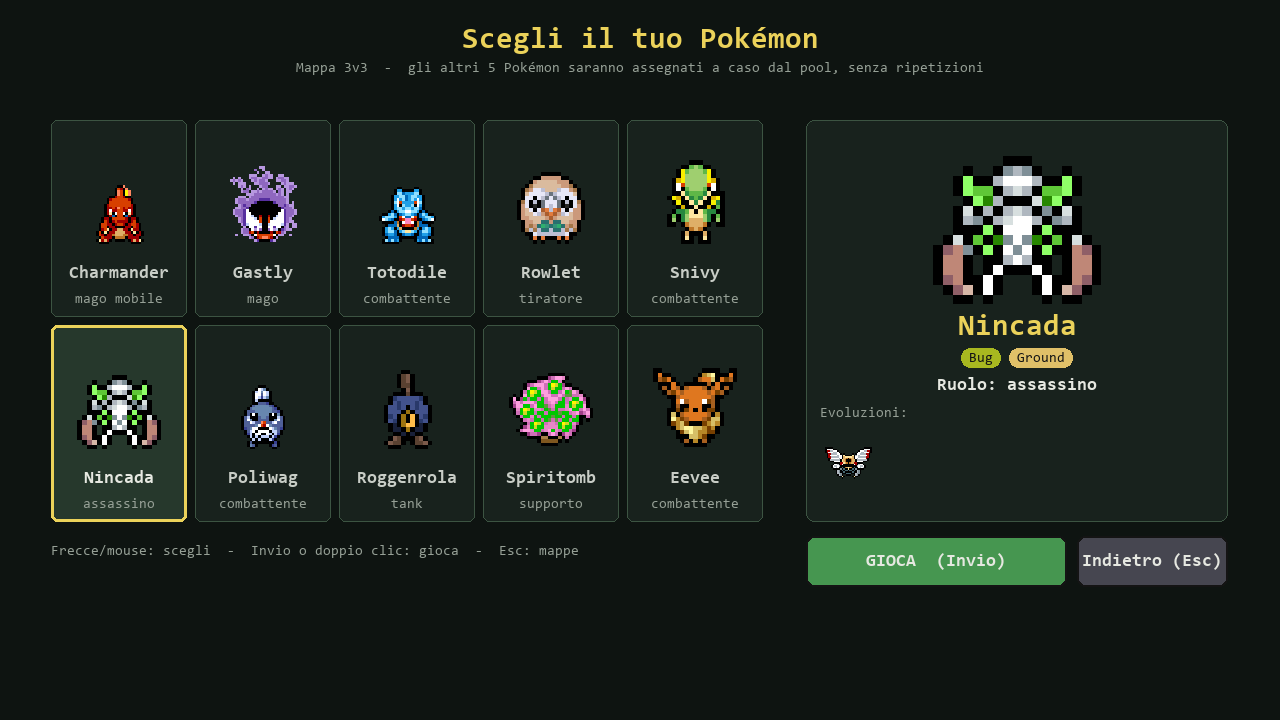 Scegli il tuo Pokémon
Mappa 3v3  -  gli altri 5 Pokémon saranno assegnati a caso dal pool, senza ripetizioni
Charmander
mago mobile
Gastly
mago
Totodile
combattente
Rowlet
tiratore
Snivy
combattente
Nincada
assassino
Poliwag
combattente
Roggenrola
tank
Spiritomb
supporto
Eevee
combattente
Frecce/mouse: scegli  -  Invio o doppio clic: gioca  -  Esc: mappe
Nincada
Bug Ground
Ruolo: assassino
Evoluzioni:
GIOCA  (Invio)
Indietro (Esc)